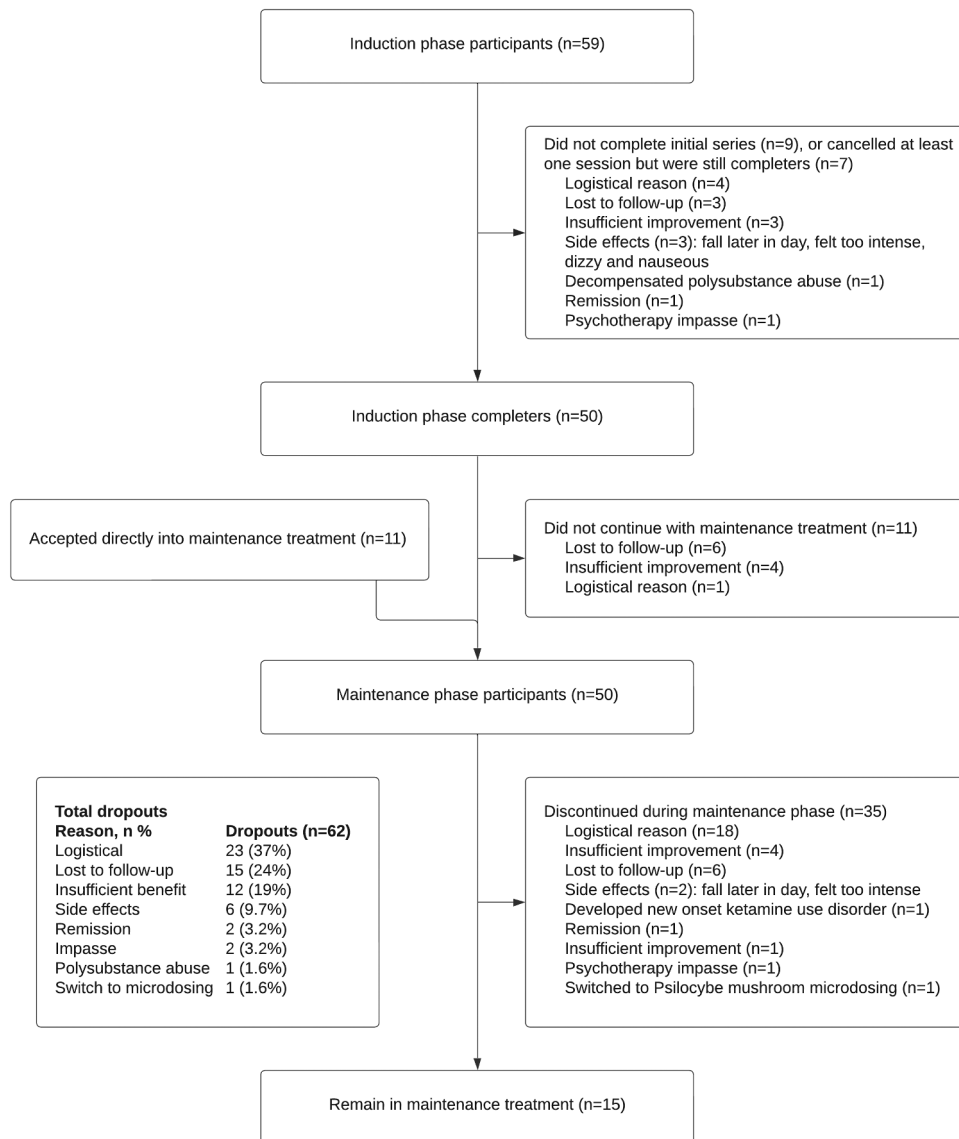 Induction phase participants (n=59)
Did not complete initial series (n=9), or cancelled at least
one session but were still completers (n=7)
Logistical reason (n=4)
Lost to follow-up (n=3)
Insufficient improvement (n=3)
Side effects (n=3): fall later in day, felt too intense,
dizzy and nauseous
Decompensated polysubstance abuse (n=1)
Remission (n=1)
Psychotherapy impasse (n=1)
Induction phase completers (n=50)
Accepted directly into maintenance treatment (n=11)
Did not continue with maintenance treatment (n=11)
Lost to follow-up (n=6)
Insufficient improvement (n=4)
Logistical reason (n=1)
Maintenance phase participants (n=50)
Total dropouts
Reason, n % Dropouts (n=62)
Logistical 23 (37%)
Lost to follow-up 15 (24%)
Insufficient benefit 12 (19%)
Side effects 6 (9.7%)
Remission 2 (3.2%)
Impasse 2 (3.2%)
Polysubstance abuse 1 (1.6%)
Switch to microdosing 1 (1.6%)
Discontinued during maintenance phase (n=35)
Logistical reason (n=18)
Insufficient improvement (n=4)
Lost to follow-up (n=6)
Side effects (n=2): fall later in day, felt too intense
Developed new onset ketamine use disorder (n=1)
Remission (n=1)
Insufficient improvement (n=1)
Psychotherapy impasse (n=1)
Switched to Psilocybe mushroom microdosing (n=1)
Remain in maintenance treatment (n=15)